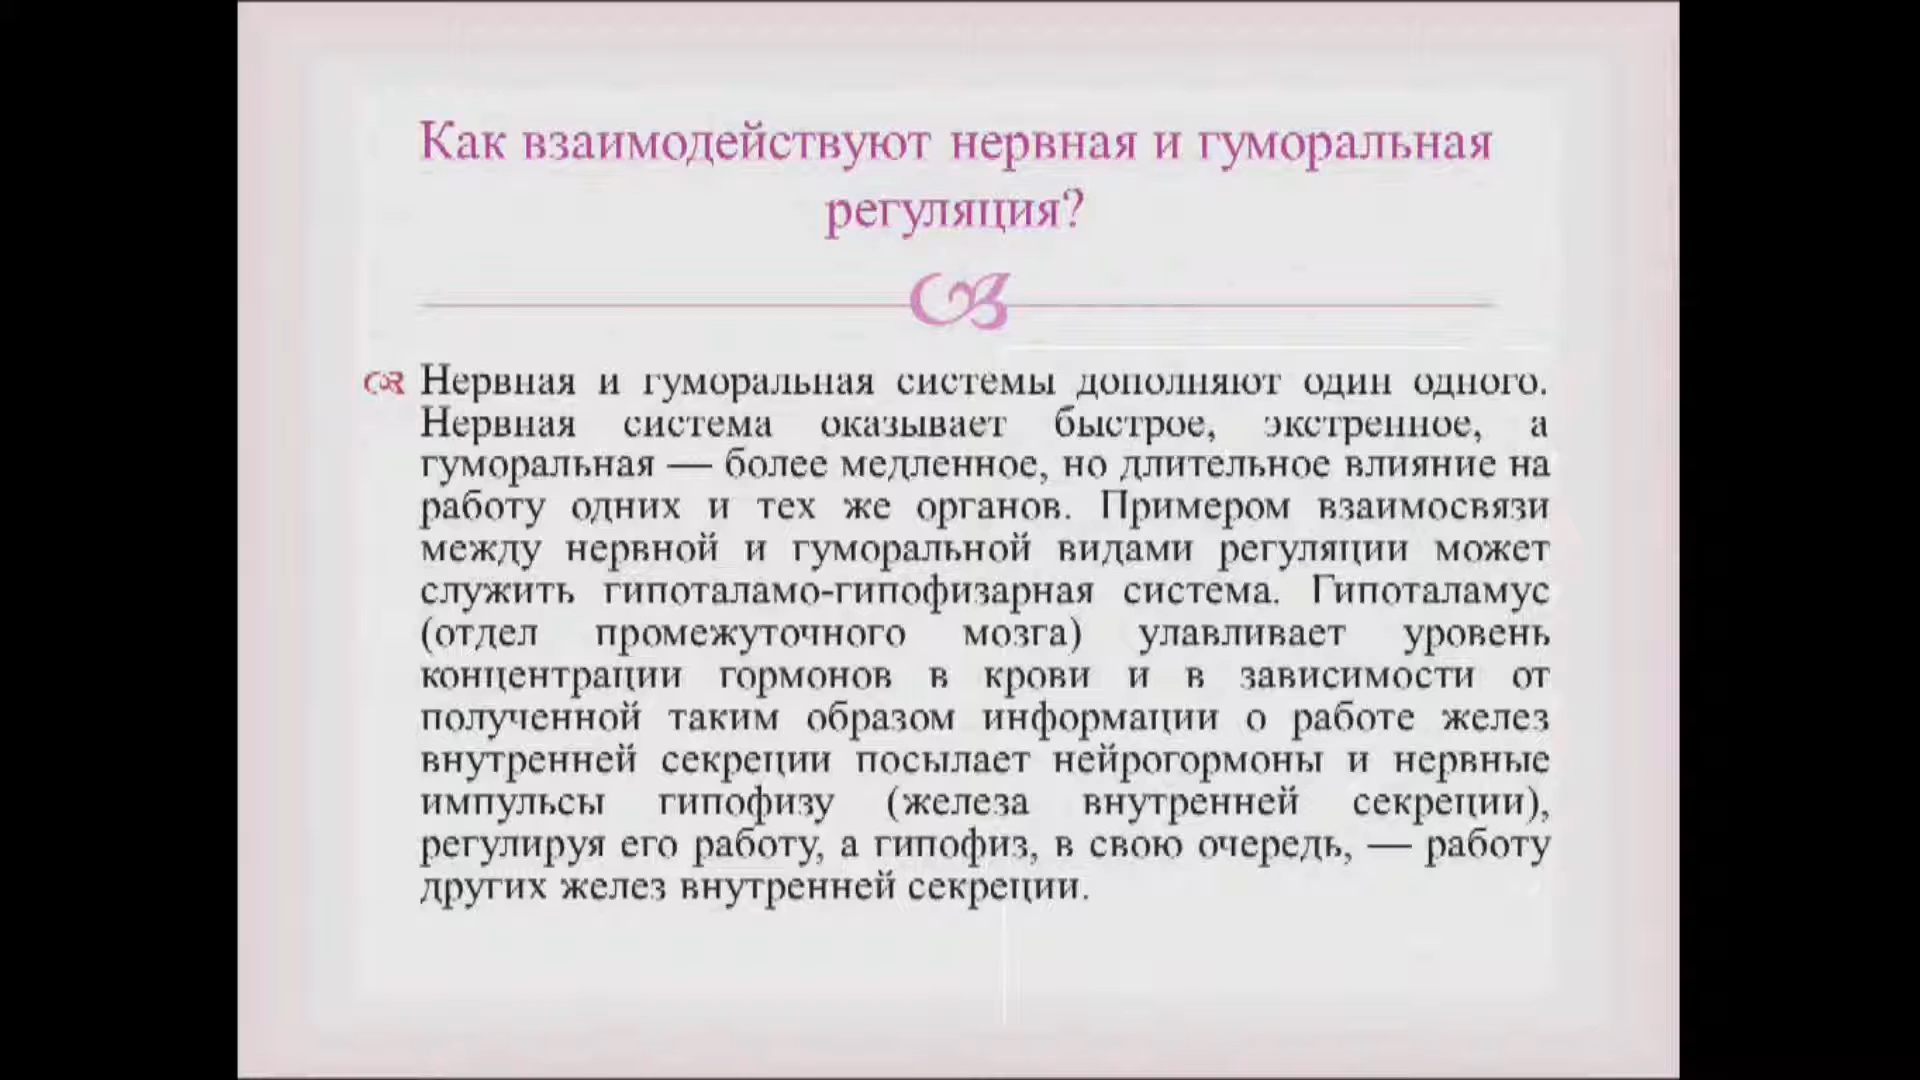 Как взаимодействуют нервная и гуморальная
регуляция?
Нервная и гуморальная системы дополняют один одного.
Нервная система оказывает быстрое, экстренное, а
гуморальная — более медленное, но длительное влияние на
работу одних и тех же органов. Примером взаимосвязи
между нервной и гуморальной видами регуляции может
служить гипоталамо-гипофизарная система. Гипоталамус
(отдел промежуточного мозга) улавливает уровень
концентрации гормонов в крови и в зависимости от
полученной таким образом информации о работе желез
внутренней секреции посылает нейрогормоны и нервные
импульсы гипофизу (железа внутренней секреции),
регулируя его работу, а гипофиз, в свою очередь, — работу
других желез внутренней секреции.